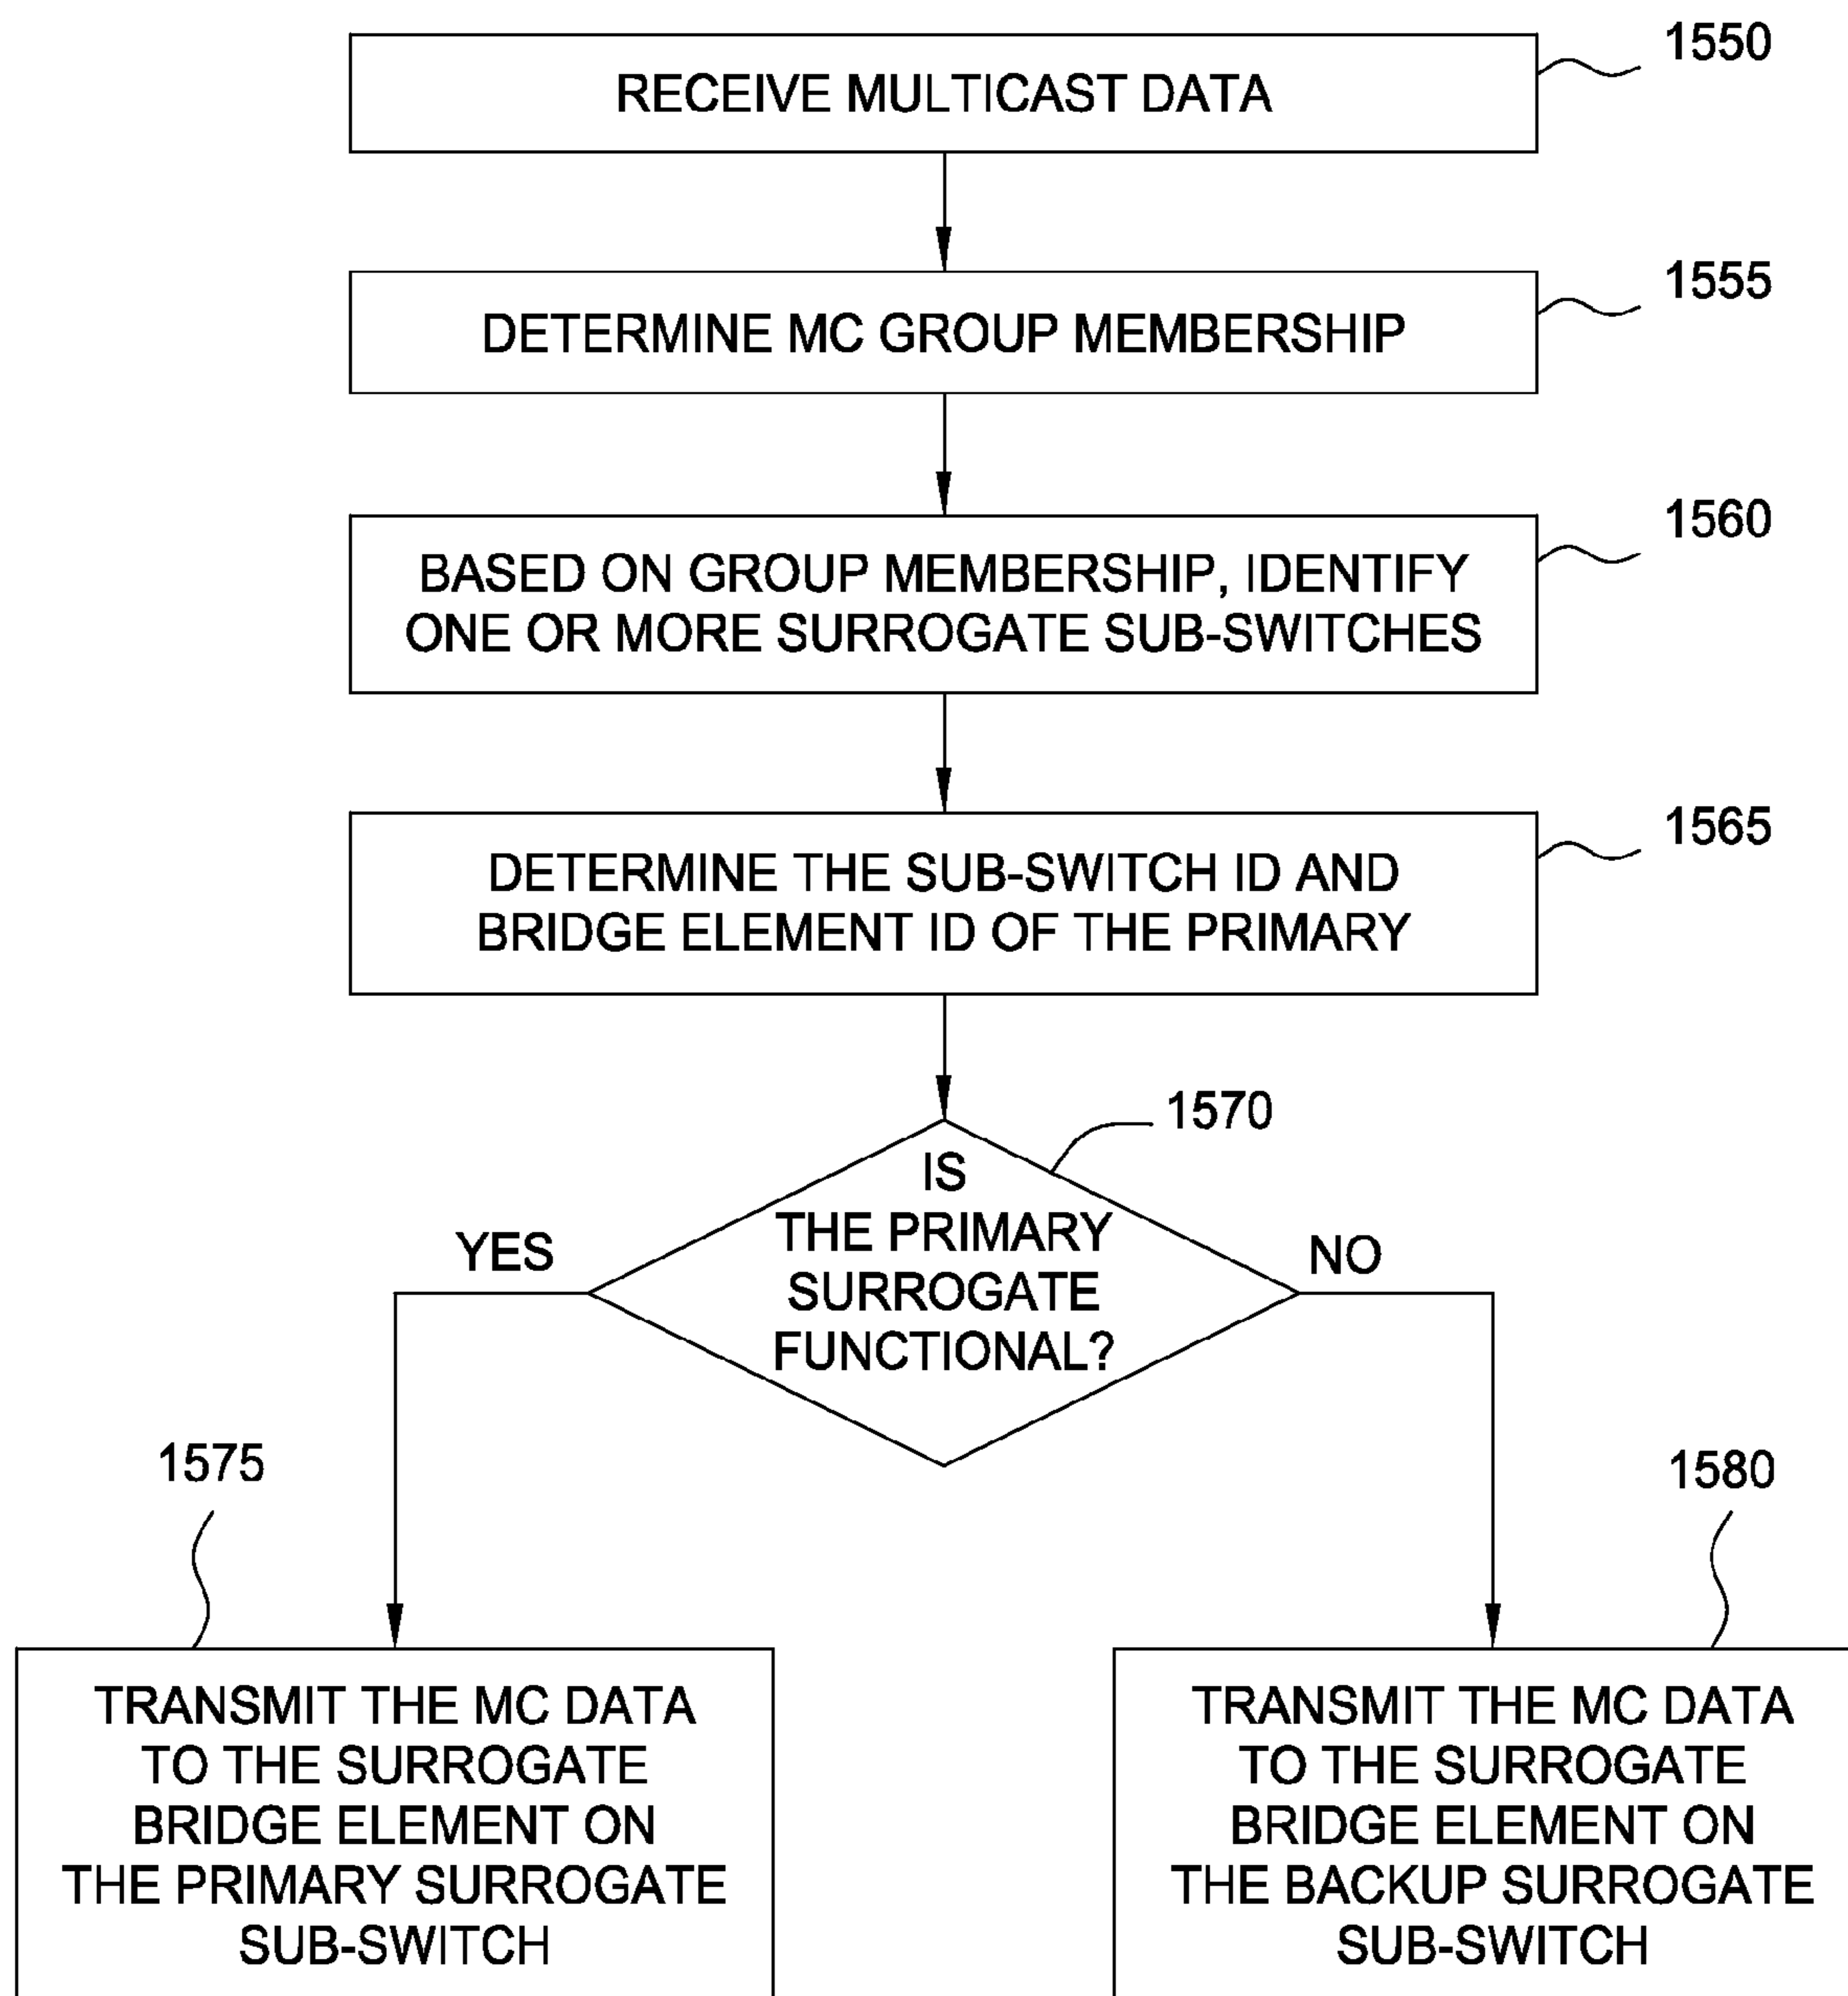 1550
RECEIVE MULTICAST DATA
1555
DETERMINE MC GROUP MEMBERSHIP
1560
BASED ON GROUP MEMBERSHIP, IDENTIFY
ONE OR MORE SURROGATE SUB-SWITCHES
1565
DETERMINE THE SUB-SWITCH ID AND
BRIDGE ELEMENT ID OF THE PRIMARY
1570
IS
THE PRIMARY
SURROGATE
FUNCTIONAL?
YES
NO
1575
TRANSMIT THE MC DATA
TO THE SURROGATE
BRIDGE ELEMENT ON
THE PRIMARY SURROGATE
SUB-SWITCH
1580
TRANSMIT THE MC DATA
TO THE SURROGATE
BRIDGE ELEMENT ON
THE BACKUP SURROGATE
SUB-SWITCH